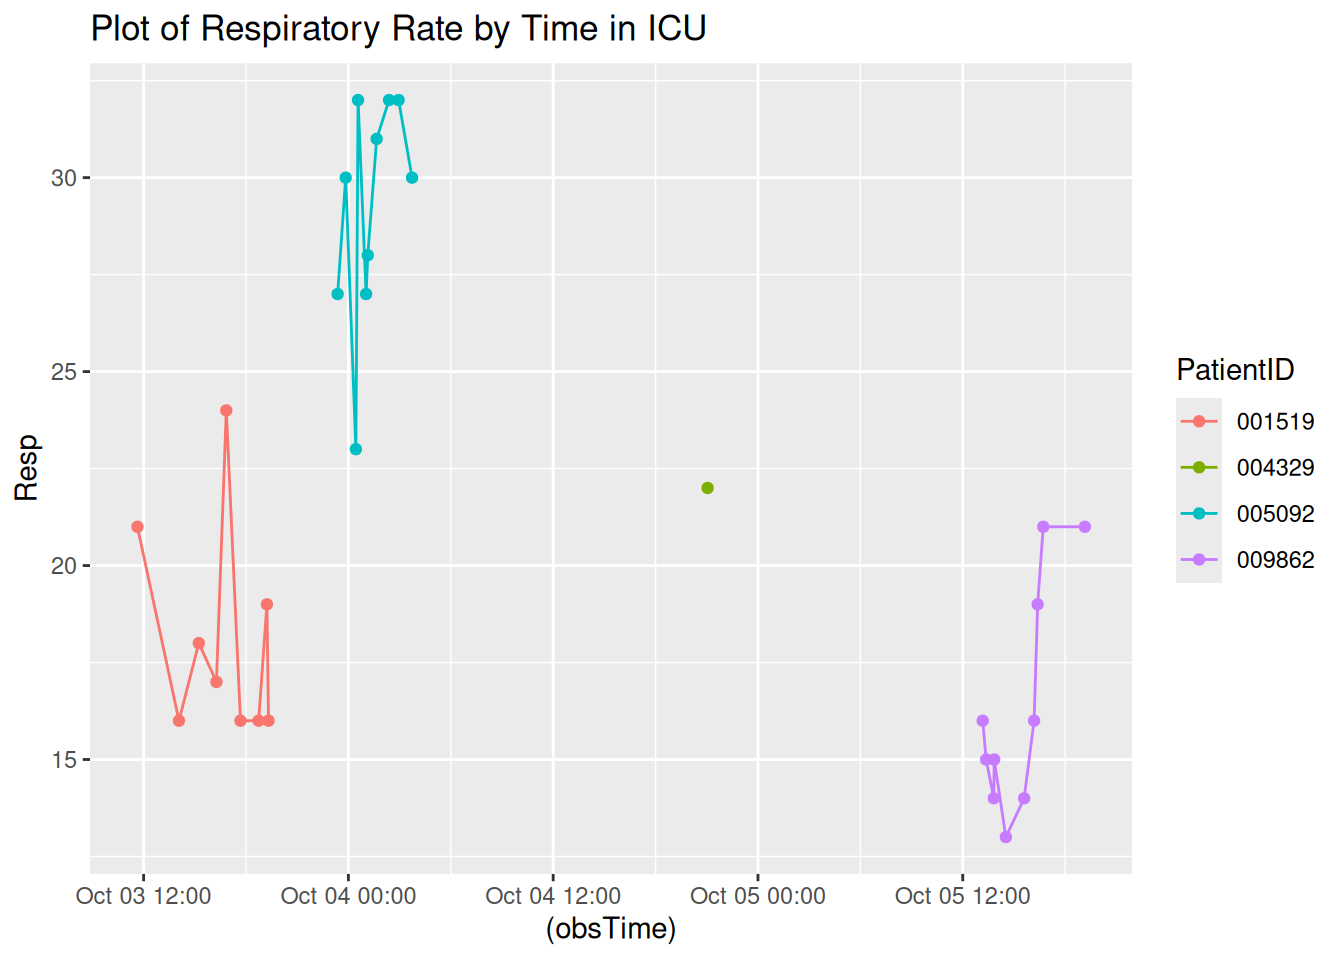 Plot of Respiratory Rate by Time in ICU
Resp
30
25
20
15
Oct 03 12:00
Oct 04 00:00
Oct 04 12:00
Oct 05 00:00
Oct 05 12:00
(obsTime)
PatientID
001519
004329
005092
009862